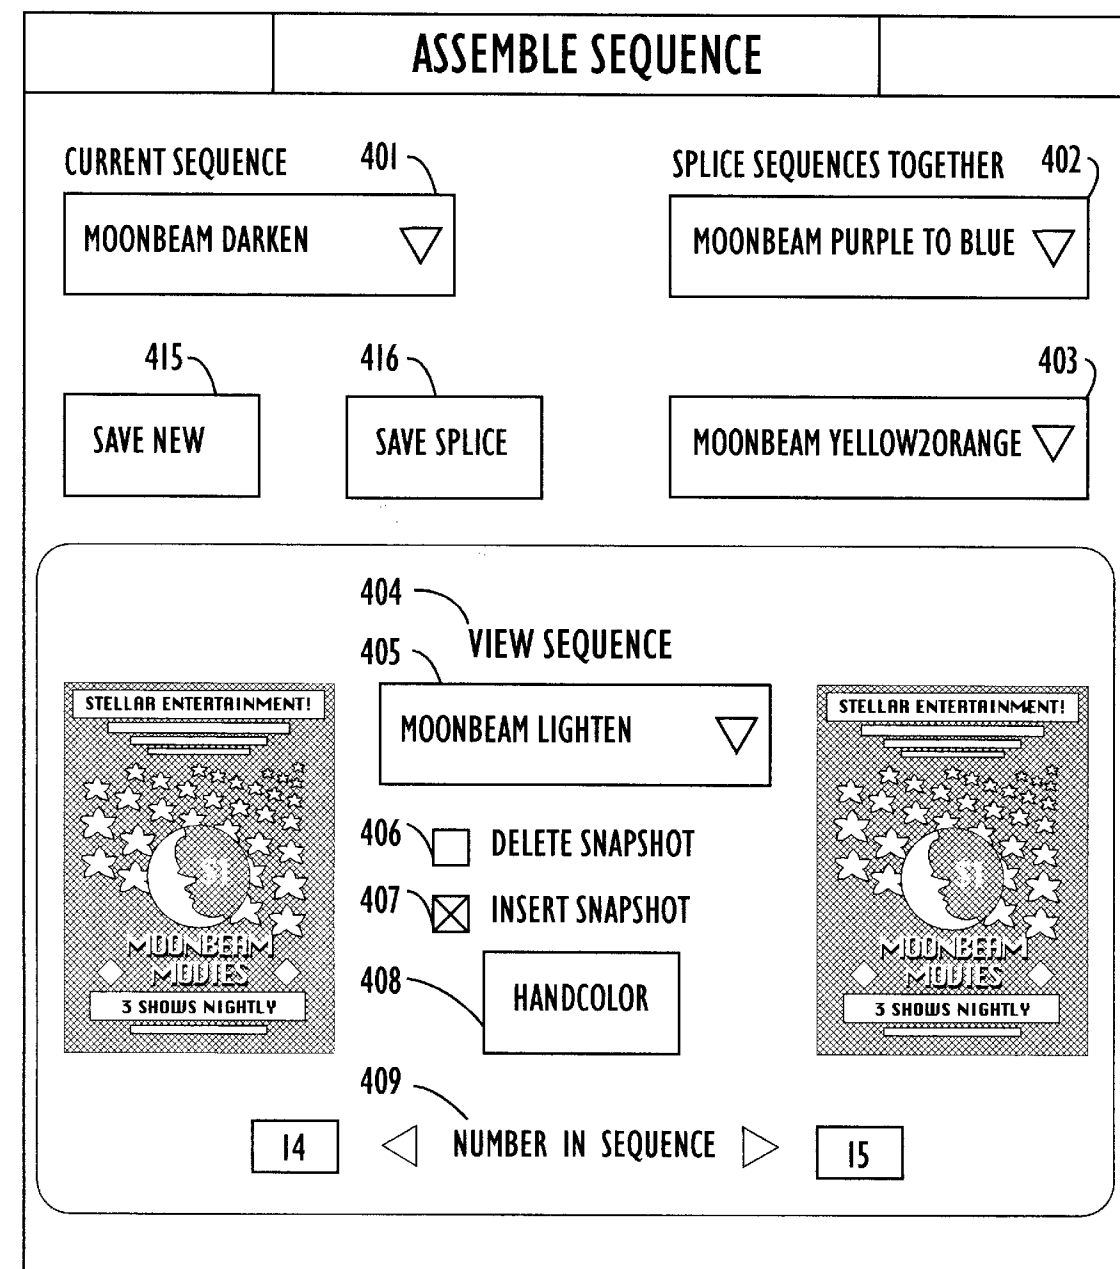 ASSEMBLE SEQUENCE
CURRENT SEQUENCE
401
MOONBEAM DARKEN
SPLICE SEQUENCES TOGETHER
402
MOONBEAM PURPLE TO BLUE
415
SAVE NEW
416
SAVE SPLICE
403
MOONBEAM YELLOW2ORANGE
404
VIEW SEQUENCE
405
MOONBEAM LIGHTEN
406
DELETE SNAPSHOT
407
INSERT SNAPSHOT
408
HANDCOLOR
409
NUMBER IN SEQUENCE
STELLAR ENTERTAINMENT!
$1
MOONBEAM
MOVIES
3 SHOWS NIGHTLY
14
STELLAR ENTERTAINMENT!
$1
MOONBEAM
MOVIES
3 SHOWS NIGHTLY
15